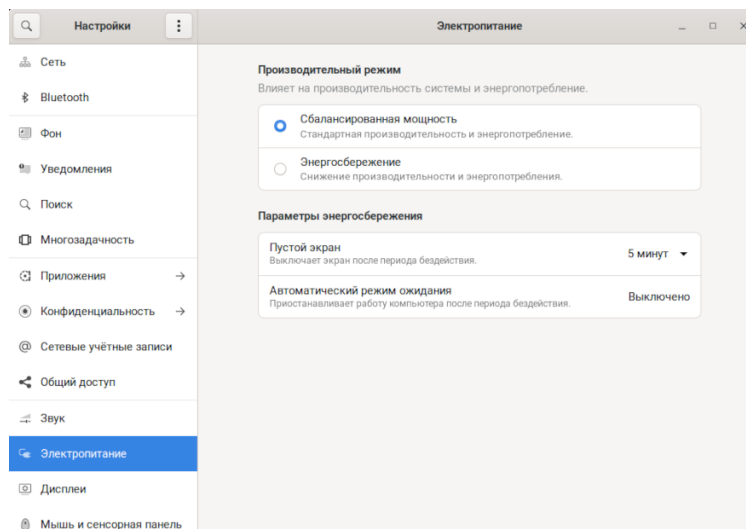 Настройки
Электропитание
Сеть
Bluetooth
Фон
Уведомления
Поиск
Многозадачность
Приложения
Конфиденциальность
Сетевые учётные записи
Общий доступ
Звук
Электропитание
Дисплеи
Мышь и сенсорная панель
Производительный режим
Влияет на производительность системы и энергопотребление.
Сбалансированная мощность
Стандартная производительность и энергопотребление.
Энергосбережение
Снижение производительности и энергопотребления.
Параметры энергосбережения
Пустой экран
Выключает экран после периода бездействия.
5 минут
Автоматический режим ожидания
Приостанавливает работу компьютера после периода бездействия.
Выключено